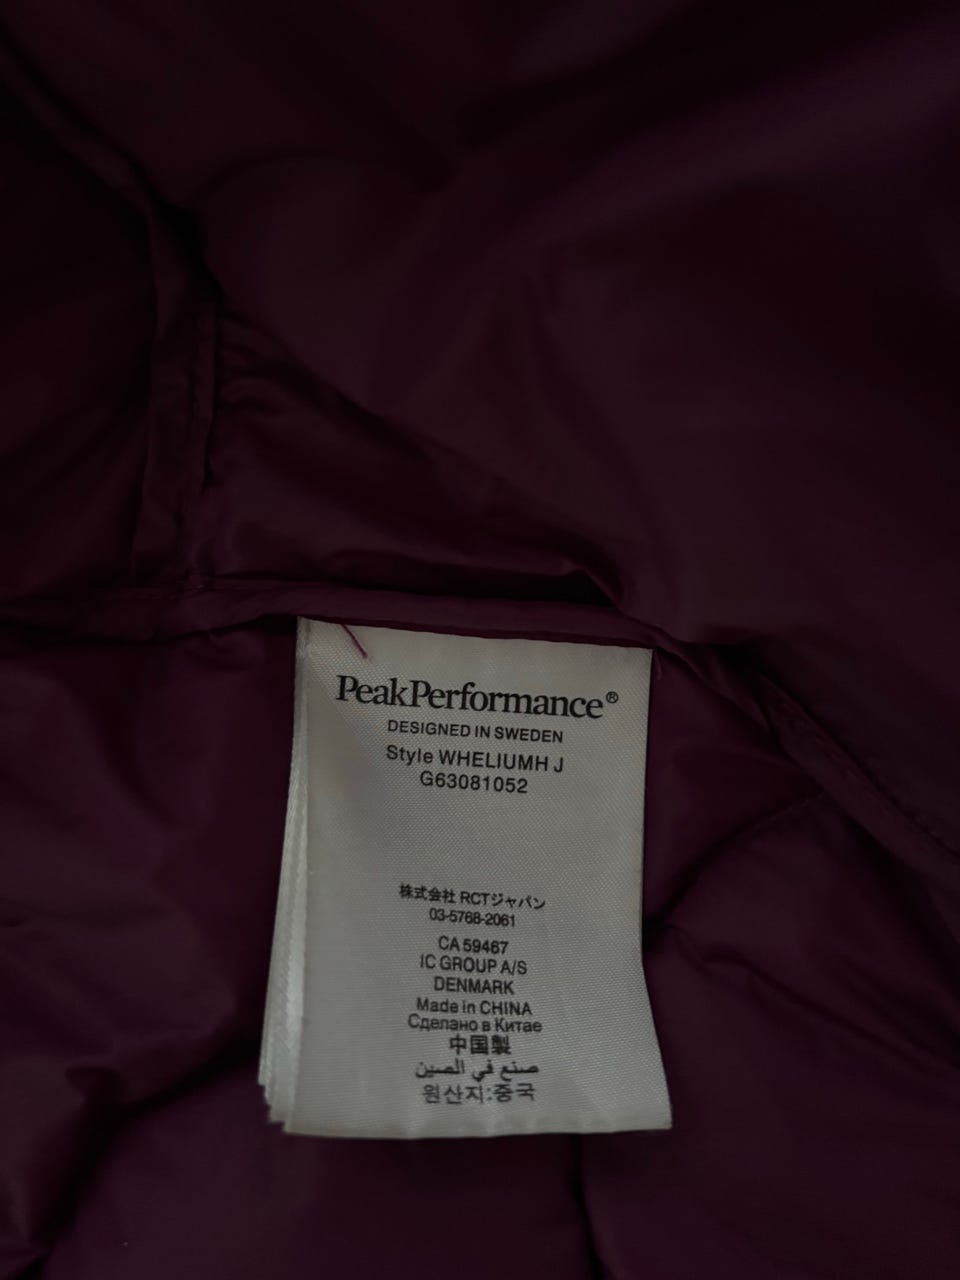 PeakPerformance®
DESIGNED IN SWEDEN
Style WHELIUMH J
G63081052
株式会社 RCTジャパン
03-5768-2061
CA 59467
IC GROUP A/S
DENMARK
Made in CHINA
Сделано в Китае
中国製
صنع في الصين
원산지:중국